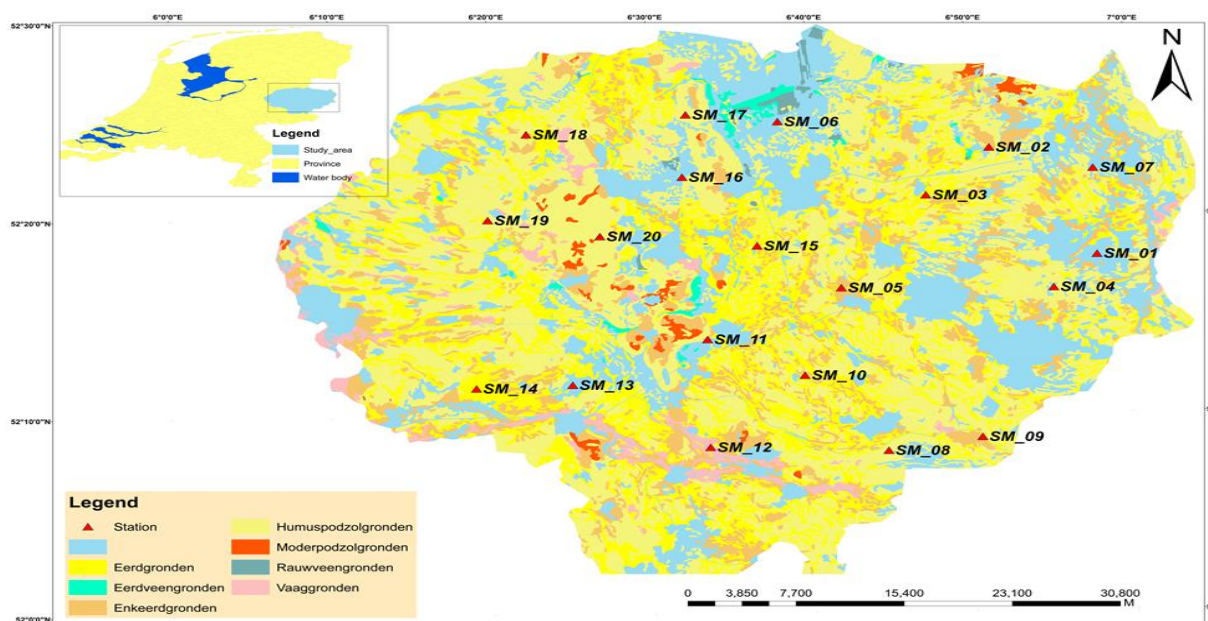 6°0'0"E 6°10'0"E 6°20'0"E 6°30'0"E 6°40'0"E 6°50'0"E 7°0'0"E
52°30'0"N
N
Legend
Study_area
Province
Water body
SM_17
SM_06
SM_18
SM_02
SM_07
SM_16
SM_03
52°20'0"N
SM_19
SM_20
SM_15
SM_01
SM_05
SM_04
SM_11
SM_10
SM_14
SM_13
52°10'0"N
SM_09
SM_12
SM_08
Legend
Station
Humuspodzolgronden
Moderpodzolgronden
Eerdgronden
Rauwveengronden
Eerdveengronden
Vaaggronden
Enkeerdgronden
0 3,850 7,700 15,400 23,100 30,800
M
52°0'0"N